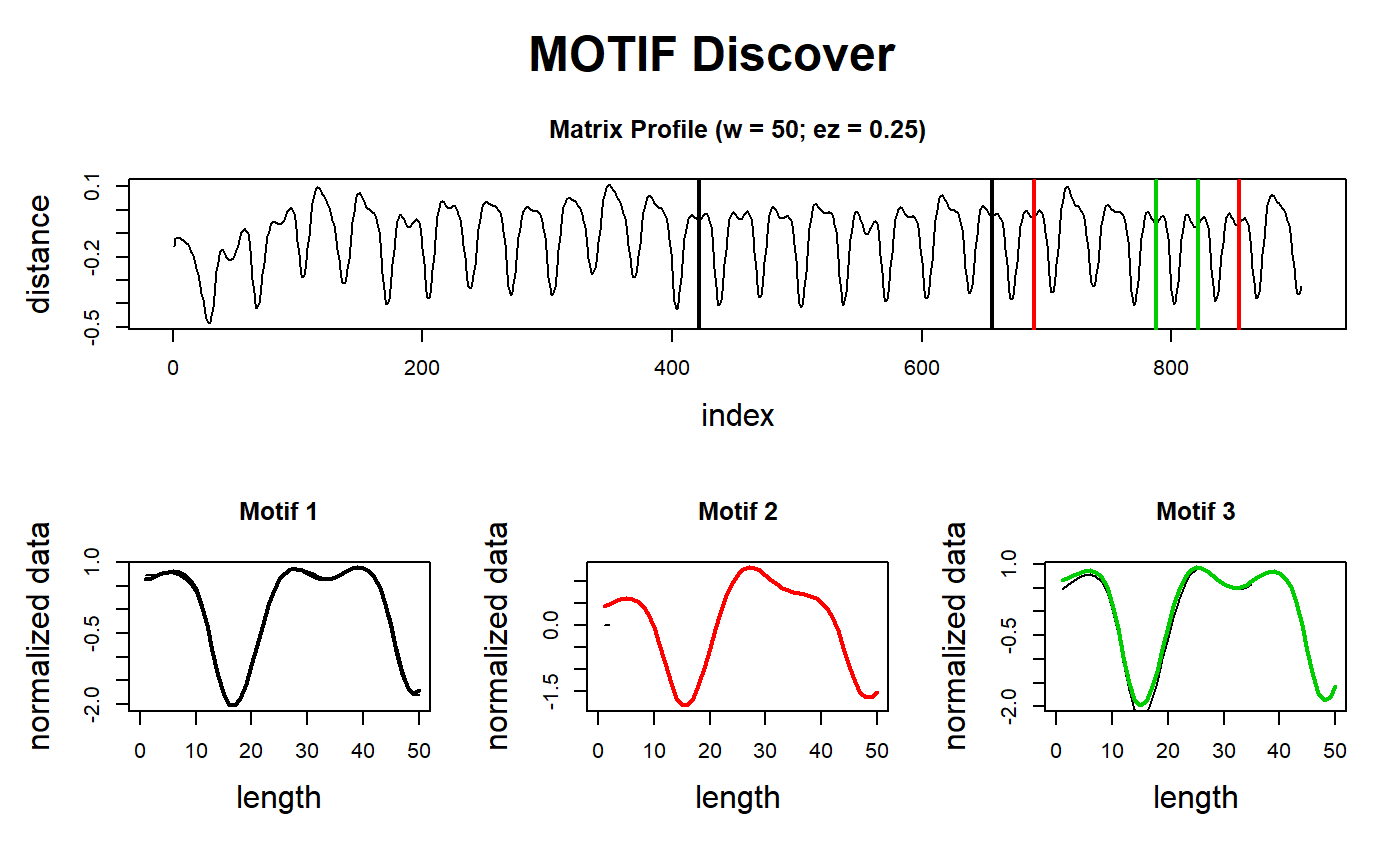 MOTIF Discover
Matrix Profile (w = 50; ez = 0.25)
distance
0.1
-0.2
-0.5
0 200 400 600 800
index
Motif 1 Motif 2 Motif 3
normalized data normalized data normalized data
1.0 0.0 1.0
-0.5 -1.5 -0.5
-2.0 -2.0
0 10 20 30 40 50 0 10 20 30 40 50 0 10 20 30 40 50
length length length